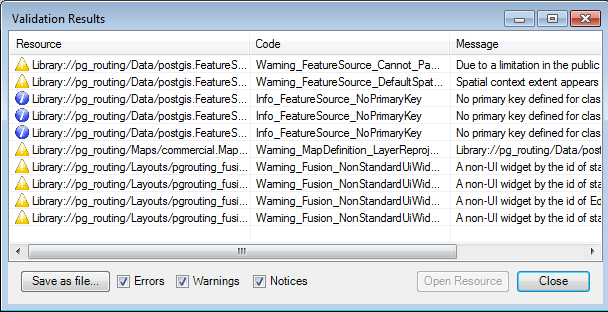 Validation Results
Resource Code Message
Library://pg_routing/Data/postgis.FeatureS... Warning_FeatureSource_Cannot_Pa... Due to a limitation in the public
Library://pg_routing/Data/postgis.FeatureS... Warning_FeatureSource_DefaultSpat... Spatial context extent appears
Library://pg_routing/Data/postgis.FeatureS... Info_FeatureSource_NoPrimaryKey No primary key defined for clas
Library://pg_routing/Data/postgis.FeatureS... Info_FeatureSource_NoPrimaryKey No primary key defined for clas
Library://pg_routing/Data/postgis.FeatureS... Info_FeatureSource_NoPrimaryKey No primary key defined for clas
Library://pg_routing/Maps/commercial.Map... Warning_MapDefinition_LayerReproj... Library://pg_routing/Data/post
Library://pg_routing/Layouts/pgrouting_fusi... Warning_Fusion_NonStandardUiWid... A non-UI widget by the id of sta
Library://pg_routing/Layouts/pgrouting_fusi... Warning_Fusion_NonStandardUiWid... A non-UI widget by the id of sta
Library://pg_routing/Layouts/pgrouting_fusi... Warning_Fusion_NonStandardUiWid... A non-UI widget by the id of Ed
Library://pg_routing/Layouts/pgrouting_fusi... Warning_Fusion_NonStandardUiWid... A non-UI widget by the id of sta
Save as file... Errors Warnings Notices Open Resource Close